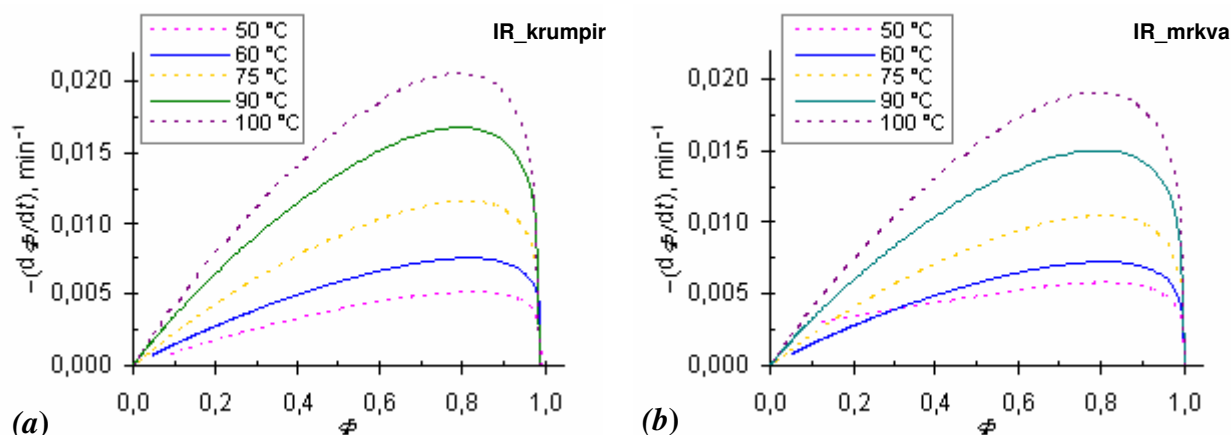 IR_krumpir
50 °C
60 °C
75 °C
90 °C
100 °C
0,020
0,015
0,010
0,005
0,000
−(dΦ/dt), min⁻¹
0,0 0,2 0,4 0,6 0,8 1,0
Φ
(a)
IR_mrkva
50 °C
60 °C
75 °C
90 °C
100 °C
0,020
0,015
0,010
0,005
0,000
−(dΦ/dt), min⁻¹
0,0 0,2 0,4 0,6 0,8 1,0
Φ
(b)